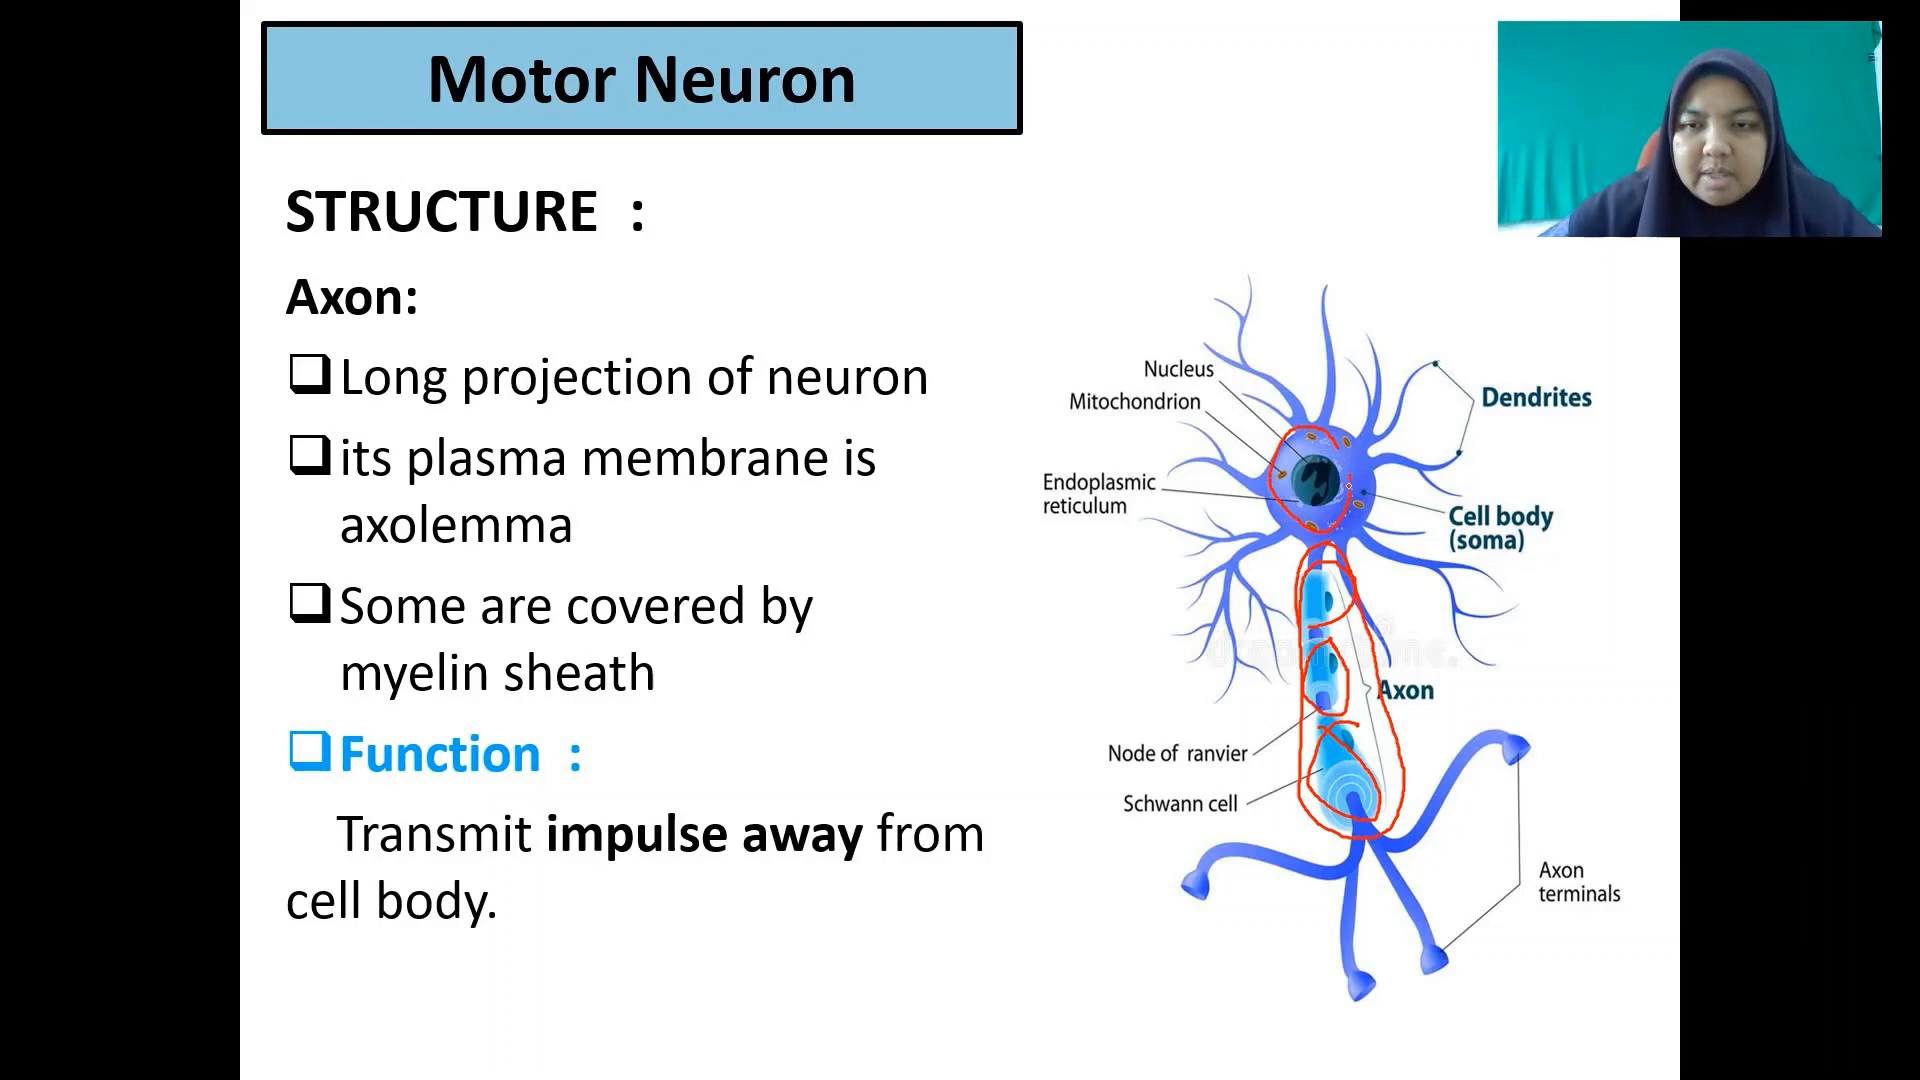 Motor Neuron
STRUCTURE :
Axon:
Long projection of neuron
its plasma membrane is
axolemma
Some are covered by
myelin sheath
Function :
Transmit impulse away from
cell body.
Nucleus
Mitochondrion
Endoplasmic
reticulum
Dendrites
Cell body
(soma)
Axon
Node of ranvier
Schwann cell
Axon
terminals